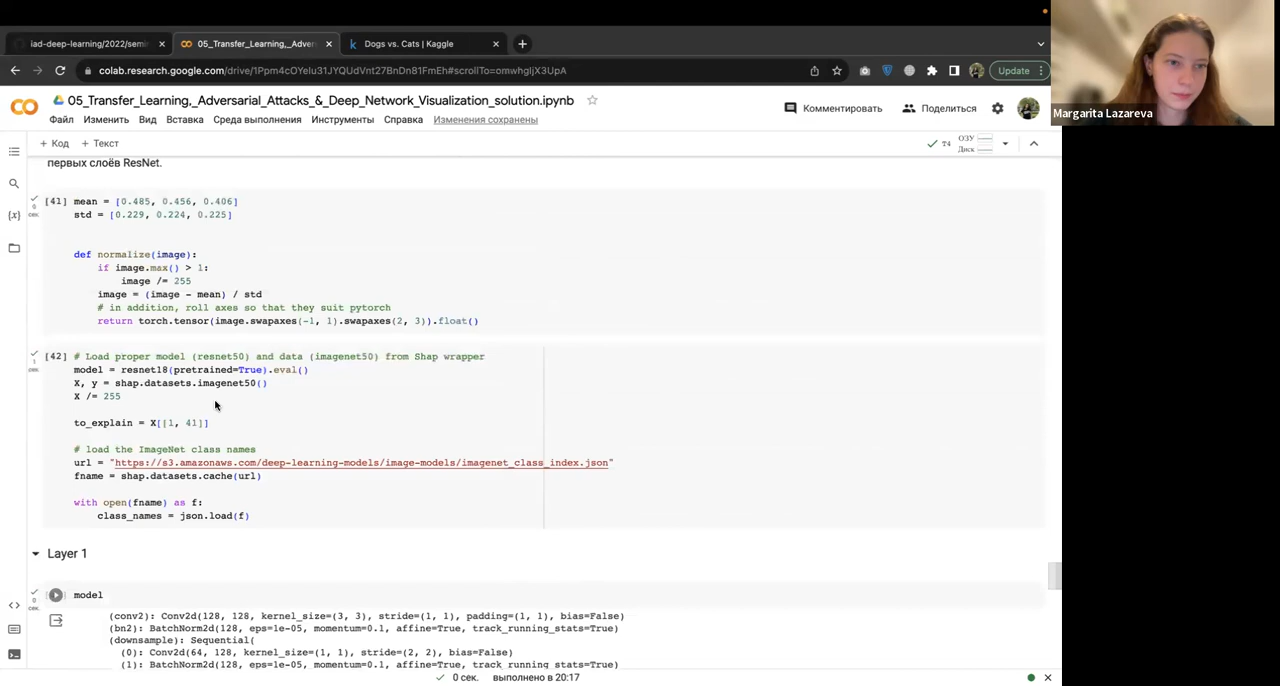 iad-deep-learning/2022/semi
05_Transfer_Learning,_Adver
Dogs vs. Cats | Kaggle
colab.research.google.com/drive/1Ppm4cOYeIu31JYQUdVnt27BnDn81FmEh#scrollTo=omwhgIjX3UpA
Update
05_Transfer_Learning,_Adversarial_Attacks_&_Deep_Network_Visualization_solution.ipynb
Комментировать
Поделиться
Margarita Lazareva
Файл Изменить Вид Вставка Среда выполнения Инструменты Справка Изменения сохранены
+ Код + Текст
T4
ОЗУ
Диск
первых слоёв ResNet.
[41] mean = [0.485, 0.456, 0.406]
0
сек.
std = [0.229, 0.224, 0.225]
def normalize(image):
if image.max() > 1:
image /= 255
image = (image - mean) / std
# in addition, roll axes so that they suit pytorch
return torch.tensor(image.swapaxes(-1, 1).swapaxes(2, 3)).float()
[42] # Load proper model (resnet50) and data (imagenet50) from Shap wrapper
1
сек.
model = resnet18(pretrained=True).eval()
X, y = shap.datasets.imagenet50()
X /= 255
to_explain = X[[1, 41]]
# load the ImageNet class names
url = "https://s3.amazonaws.com/deep-learning-models/image-models/imagenet_class_index.json"
fname = shap.datasets.cache(url)
with open(fname) as f:
class_names = json.load(f)
Layer 1
model
0
сек.
(conv2): Conv2d(128, 128, kernel_size=(3, 3), stride=(1, 1), padding=(1, 1), bias=False)
(bn2): BatchNorm2d(128, eps=1e-05, momentum=0.1, affine=True, track_running_stats=True)
(downsample): Sequential(
(0): Conv2d(64, 128, kernel_size=(1, 1), stride=(2, 2), bias=False)
(1): BatchNorm2d(128, eps=1e-05, momentum=0.1, affine=True, track_running_stats=True)
0 сек. выполнено в 20:17